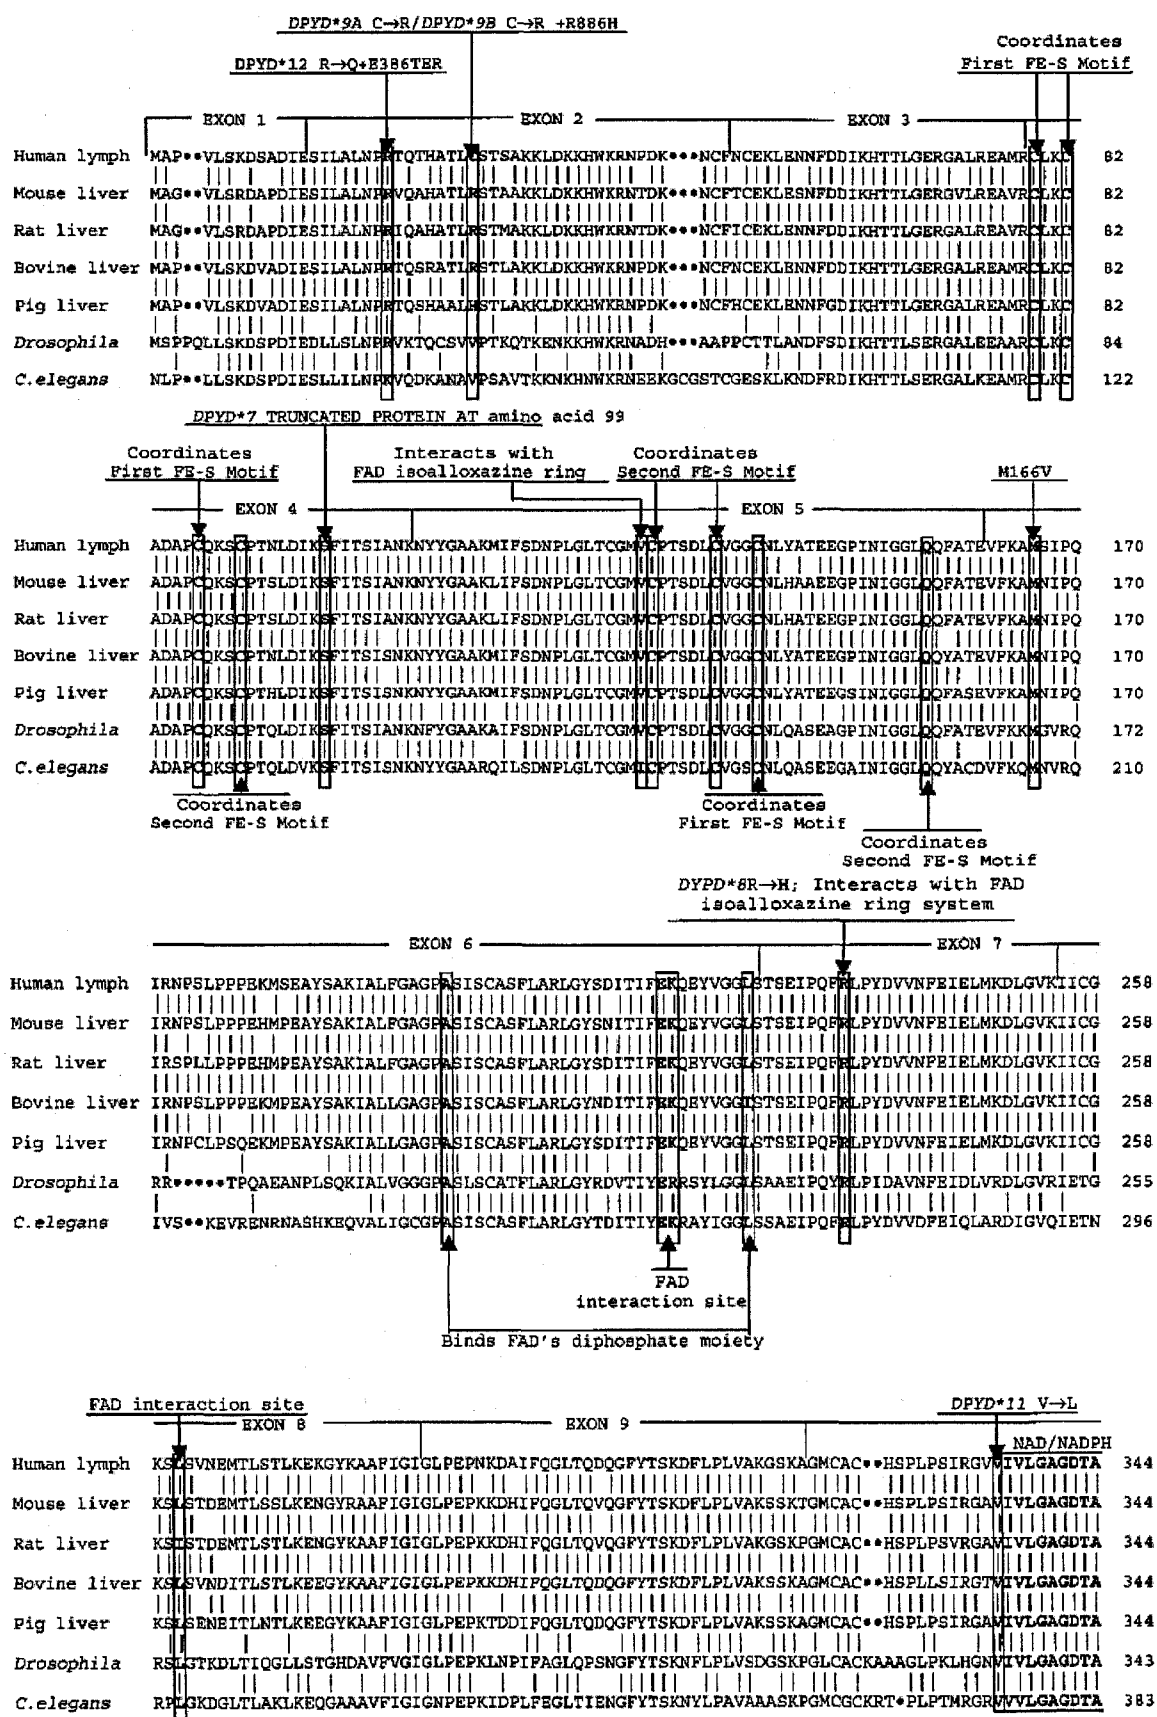 DPYD*9A C→R/DPYD*9B C→R +R886H
Coordinates
DPYD*12 R→Q+E386TER
First FE-S Motif
EXON 1 EXON 2 EXON 3
Human lymph MAP••VLSKDSADIESILALNPRTQTHATLCSTSAKKLDKKHWKRNPDK•••NCFNCEKLENNFDDIKHTTLGERGALREAMRCLKC 82
Mouse liver MAG••VLSRDAPDIESILALNPRVQAHATLRSTAAKKLDKKHWKRNTDK•••NCFTCEKLESNFDDIKHTTLGERGVLREAVRCLKC 82
Rat liver MAG••VLSRDAPDIESILALNPRIQAHATLRSTMAKKLDKKHWKRNTDK•••NCFICEKLENNFDDIKHTTLGERGALREAVRCLKC 82
Bovine liver MAP••VLSKDVADIESILALNPRTQSRATLRSTLAKKLDKKHWKRNPDK•••NCFNCEKLENNFDDIKHTTLGERGALREAMRCLKC 82
Pig liver MAP••VLSKDVADIESILALNPRTQSHAALHSTLAKKLDKKHWKRNPDK•••NCFHCEKLENNFGDIKHTTLGERGALREAMRCLKC 82
Drosophila MSPPQLLSKDSPDIEDLLSLNPRVKTQCSVVPTKQTKENKKHWKRNADH•••AAPPCTTLANDFSDIKHTTLSERGALEEAARCLKC 84
C.elegans NLP••LLSKDSPDIESLLILNPKVQDKANAVPSAVTKKNKHNWKRNEEKGCGSTCGESKLKNDFRDIKHTTLSERGALKEAMRCLKC 122
DPYD*7 TRUNCATED PROTEIN AT amino acid 99
Coordinates Interacts with Coordinates
First FE-S Motif FAD isoalloxazine ring Second FE-S Motif M166V
EXON 4 EXON 5
Human lymph ADAPCQKSCPTNLDIKSFITSIANKNYYGAAKMIFSDNPLGLTCGMVCPTSDLCVGGCNLYATEEGPINIGGLQQFATEVFKAMSIPQ 170
Mouse liver ADAPCQKSCPTSLDIKSFITSIANKNYYGAAKLIFSDNPLGLTCGMVCPTSDLCVGGCNLHAAEEGPINIGGLQQFATEVFKAMNIPQ 170
Rat liver ADAPCQKSCPTSLDIKSFITSIANKNYYGAAKLIFSDNPLGLTCGMVCPTSDLCVGGCNLHATEEGPINIGGLQQFATEVFKAMNIPQ 170
Bovine liver ADAPCQKSCPTNLDIKSFITSISNKNYYGAAKMIFSDNPLGLTCGMVCPTSDLCVGGCNLYATEEGPINIGGLQQYATEVFKAMNIPQ 170
Pig liver ADAPCQKSCPTHLDIKSFITSISNKNYYGAAKMIFSDNPLGLTCGMVCPTSDLCVGGCNLYATEEGSINIGGLQQFASEVFKAMNIPQ 170
Drosophila ADAPCQKSCPTQLDIKSFITSISNKNFYGAAKAIFSDNPLGLTCGMVCPTSDLCVGGCNLQASEAGPINIGGLQQFATEVFKKMGVRQ 172
C.elegans ADAPCQKSCPTQLDVKSFITSISNKNYYGAARQILSDNPLGLTCGMICPTSDLCVGSCNLQASEEGAINIGGLQQYACDVFKQMNVRQ 210
Coordinates Coordinates
Second FE-S Motif First FE-S Motif
Coordinates
Second FE-S Motif
DYPD*8R→H; Interacts with FAD
isoalloxazine ring system
EXON 6 EXON 7
Human lymph IRNPSLPPPEKMSEAYSAKIALFGAGPASISCASFLARLGYSDITIFEKQEYVGGLSTSEIPQFRLPYDVVNFEIELMKDLGVKIICG 258
Mouse liver IRNPSLPPPEHMPEAYSAKIALFGAGPASISCASFLARLGYSNITIFEKQEYVGGLSTSEIPQFRLPYDVVNFEIELMKDLGVKIICG 258
Rat liver IRSPLLPPPEHMPEAYSAKIALFGAGPASISCASFLARLGYSDITIFEKQEYVGGLSTSEIPQFRLPYDVVNFEIELMKDLGVKIICG 258
Bovine liver IRNPSLPPPEKMPEAYSAKIALLGAGPASISCASFLARLGYNDITIFEKQEYVGGISTSEIPQFRLPYDVVNFEIELMKDLGVKIICG 258
Pig liver IRNPCLPSQEKMPEAYSAKIALLGAGPASISCASFLARLGYSDITIFEKQEYVGGLSTSEIPQFRLPYDVVNFEIELMKDLGVKIICG 258
Drosophila RR•••••TPQAEANPLSQKIALVGGGPASLSCATFLARLGYRDVTIYERRSYLGGLSAAEIPQYRLPIDAVNFEIDLVRDLGVRIETG 255
C.elegans IVS••KEVRENRNASHKEQVALIGCGPASISCASFLARLGYTDITIYEKRAYIGGLSSAEIPQFRLPYDVVDFEIQLARDIGVQIETN 296
FAD
interaction site
Binds FAD's diphosphate moiety
FAD interaction site DPYD*11 V→L
EXON 8 EXON 9
NAD/NADPH
Human lymph KSLSVNEMTLSTLKEKGYKAAFIGIGLPEPNKDAIFQGLTQDQGFYTSKDFLPLVAKGSKAGMCAC••HSPLPSIRGVVIVLGAGDTA 344
Mouse liver KSLSTDEMTLSSLKENGYRAAFIGIGLPEPKKDHIFQGLTQVQGFYTSKDFLPLVAKSSKTGMCAC••HSPLPSIRGAVIVLGAGDTA 344
Rat liver KSISTDEMTLSTLKENGYKAAFIGIGLPEPKKDHIFQGLTQVQGFYTSKDFLPLVAKSSKPGMCAC••HSPLPSVRGAVIVLGAGDTA 344
Bovine liver KSLSVNDITLSTLKEEGYKAAFIGIGLPEPKKDHIFQGLTQDQGFYTSKDFLPLVAKSSKAGMCAC••HSPLLSIRGTVIVLGAGDTA 344
Pig liver KSLSENEITLNTLKEEGYKAAFIGIGLPEPKTDDIFQGLTQDQGFYTSKDFLPLVAKSSKAGMCAC••HSPLPSIRGAVIVLGAGDTA 344
Drosophila RSLGTKDLTIQGLLSTGHDAVFVGIGLPEPKLNPIFAGLQPSNGFYTSKNFLPLVSDGSKPGLCACKAAAGLPKLHGNVIVLGAGDTA 343
C.elegans RPLGKDGLTLAKLKEQGAAAVFIGIGNPEPKIDPLFEGLTIENGFYTSKNYLPAVAAASKPGMCGCKRT•PLPTMRGRVVVLGAGDTA 383